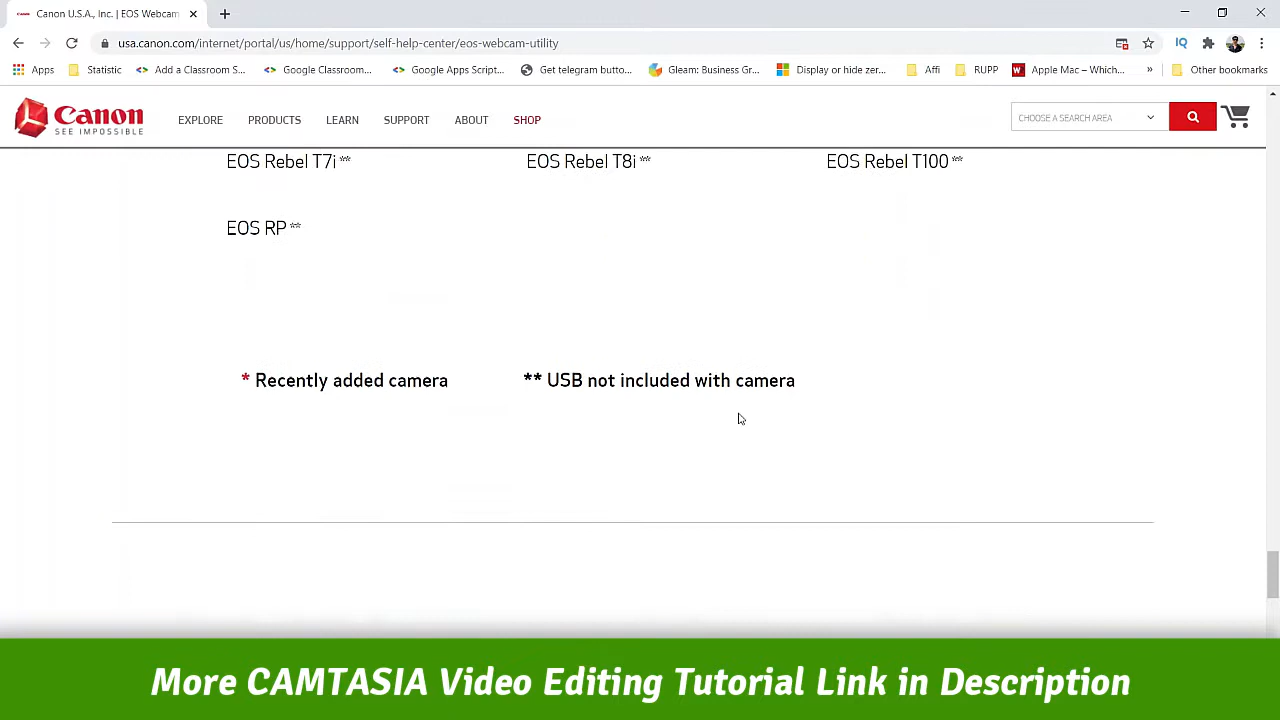 Canon U.S.A., Inc. | EOS Webcam
usa.canon.com/internet/portal/us/home/support/self-help-center/eos-webcam-utility
IQ
Apps Statistic Add a Classroom S... Google Classroom... Google Apps Script... Get telegram butto... Gleam: Business Gr... Display or hide zer... Affi RUPP Apple Mac – Which... » Other bookmarks
Canon
SEE IMPOSSIBLE
EXPLORE PRODUCTS LEARN SUPPORT ABOUT SHOP
CHOOSE A SEARCH AREA
EOS Rebel T7i ** EOS Rebel T8i ** EOS Rebel T100 **
EOS RP **
* Recently added camera ** USB not included with camera
More CAMTASIA Video Editing Tutorial Link in Description